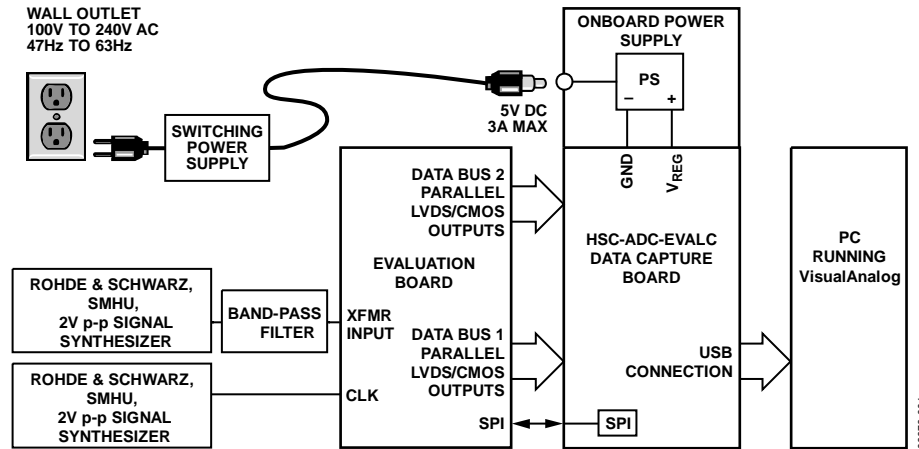 WALL OUTLET
100V TO 240V AC
47Hz TO 63Hz
SWITCHING
POWER
SUPPLY
5V DC
3A MAX
ONBOARD POWER
SUPPLY
PS
– +
GND
VREG
ROHDE & SCHWARZ,
SMHU,
2V p-p SIGNAL
SYNTHESIZER
BAND-PASS
FILTER
XFMR
INPUT
EVALUATION
BOARD
DATA BUS 2
PARALLEL
LVDS/CMOS
OUTPUTS
DATA BUS 1
PARALLEL
LVDS/CMOS
OUTPUTS
ROHDE & SCHWARZ,
SMHU,
2V p-p SIGNAL
SYNTHESIZER
CLK
SPI
HSC-ADC-EVALC
DATA CAPTURE
BOARD
USB
CONNECTION
SPI
PC
RUNNING
VisualAnalog